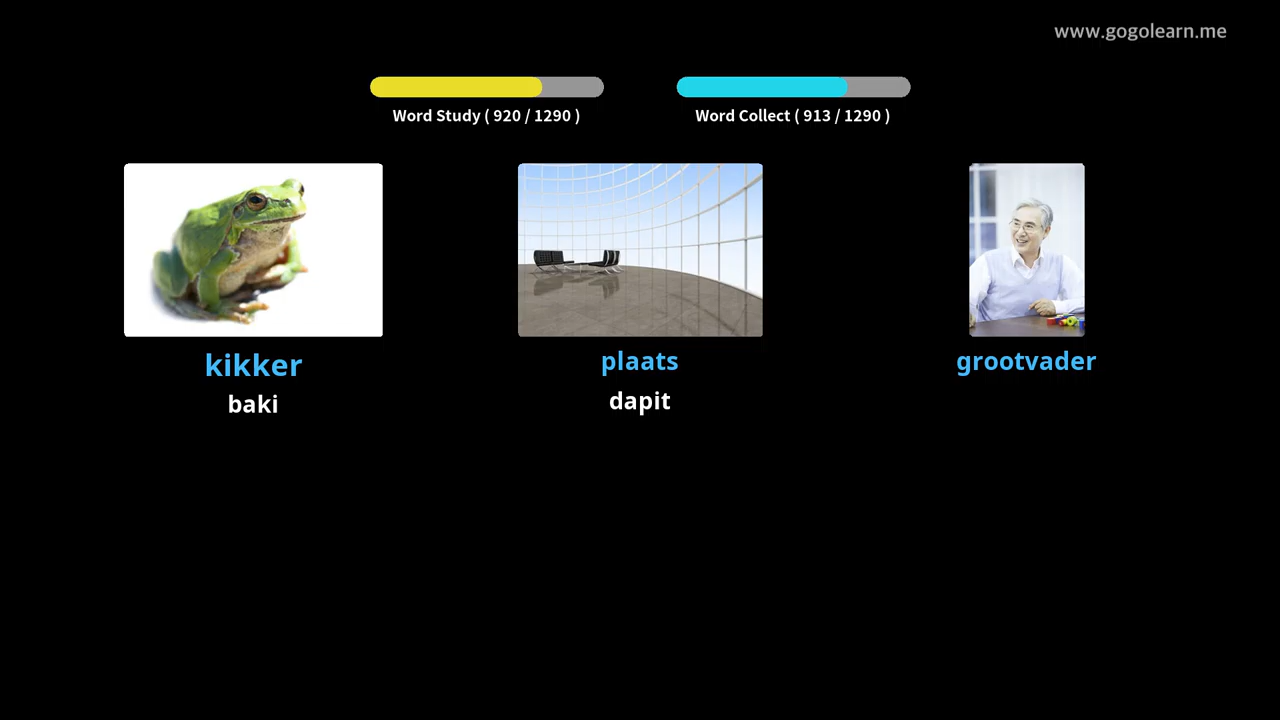 www.gogolearn.me
Word Study ( 920 / 1290 )
Word Collect ( 913 / 1290 )
kikker
baki
plaats
dapit
grootvader